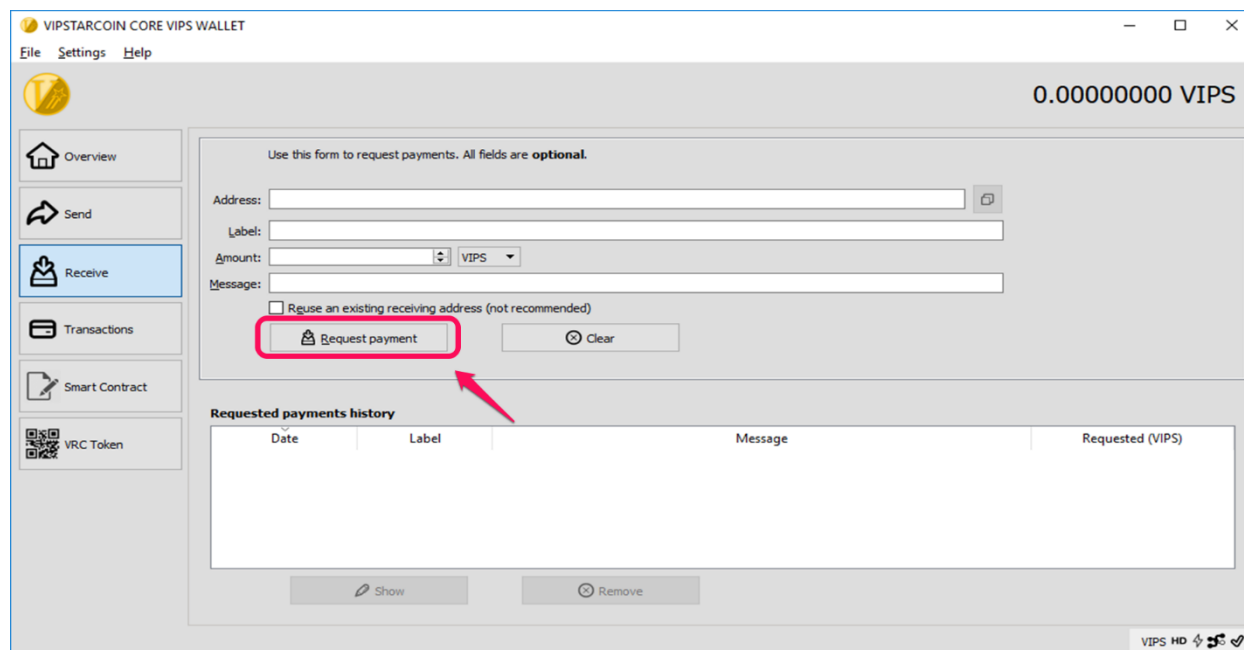 VIPSTARCOIN CORE VIPS WALLET
File Settings Help
0.00000000 VIPS
Overview
Send
Receive
Transactions
Smart Contract
VRC Token
Use this form to request payments. All fields are optional.
Address:
Label:
Amount: VIPS
Message:
Reuse an existing receiving address (not recommended)
Request payment Clear
Requested payments history
Date Label Message Requested (VIPS)
Show Remove
VIPS HD